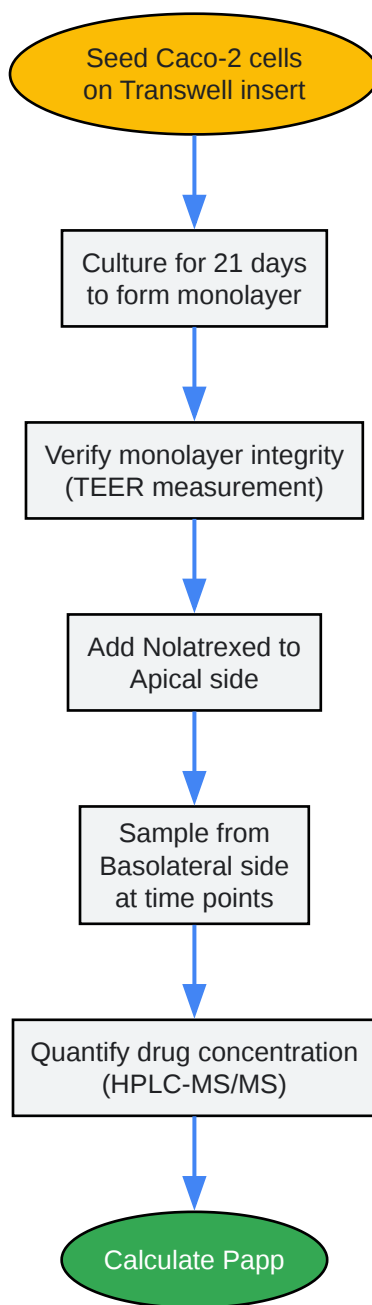 Seed Caco-2 cells
on Transwell insert
Culture for 21 days
to form monolayer
Verify monolayer integrity
(TEER measurement)
Add Nolatrexed to
Apical side
Sample from
Basolateral side
at time points
Quantify drug concentration
(HPLC-MS/MS)
Calculate Papp